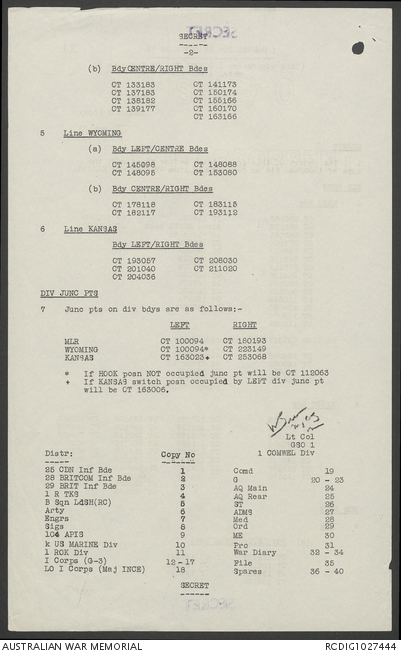 SECRET
SECRET
-2-
(b) Bdy CENTRE/RIGHT Bdes
CT 133183 CT 141173
CT 137183 CT 150174
CT 138182 CT 155166
CT 139177 CT 160170
CT 163166
5 Line WYOMING
(a) Bdy LEFT/CENTRE Bdes
CT 145098 CT 148088
CT 148095 CT 153080
(b) Bdy CENTRE/RIGHT Bdes
CT 178118 CT 183115
CT 182117 CT 193112
6 Line KANSAS
Bdy LEFT/RIGHT Bdes
CT 193057 CT 208030
CT 201040 CT 211020
CT 204036
DIV JUNC PTS
7 Junc pts on div bdys are as follows:-
LEFT RIGHT
MLR CT 100094 CT 180193
WYOMING CT 100094* CT 223149
KANSAS CT 163023+ CT 253068
* If HOOK posn NOT occupied junc pt will be CT 112063
+ If KANSAS switch posn occupied by LEFT div junc pt
will be CT 163006.
Lt Col
GSO 1
1 COMWEL Div
Distr: Copy No
25 CDN Inf Bde 1 Comd 19
28 BRITCOM Inf Bde 2 G 20 - 23
29 BRIT Inf Bde 3 AQ Main 24
1 R TKS 4 AQ Rear 25
B Sqn LdSH(RC) 5 ST 26
Arty 6 ADMS 27
Engrs 7 Med 28
Sigs 8 Ord 29
104 APIS 9 ME 30
k US MARINE Div 10 Pro 31
1 ROK Div 11 War Diary 32 - 34
I Corps (G-3) 12 - 17 File 35
LO I Corps (Maj INCE) 18 Spares 36 - 40
SECRET
AUSTRALIAN WAR MEMORIAL RCDIG1027444